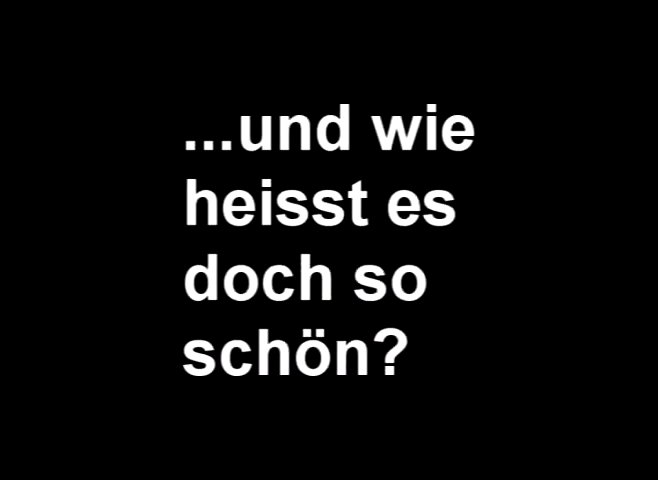 ...und wie
heisst es
doch so
schön?